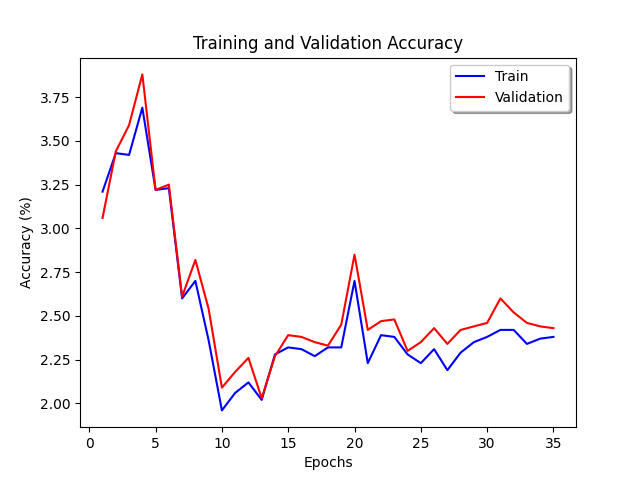 Training and Validation Accuracy
Train
Validation
Accuracy (%)
3.75
3.50
3.25
3.00
2.75
2.50
2.25
2.00
0 5 10 15 20 25 30 35
Epochs